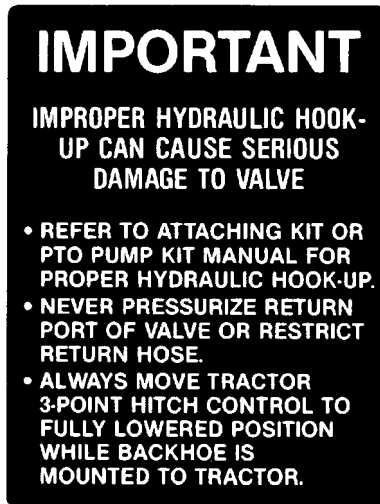 IMPORTANT
IMPROPER HYDRAULIC HOOK-
UP CAN CAUSE SERIOUS
DAMAGE TO VALVE
• REFER TO ATTACHING KIT OR
PTO PUMP KIT MANUAL FOR
PROPER HYDRAULIC HOOK-UP.
• NEVER PRESSURIZE RETURN
PORT OF VALVE OR RESTRICT
RETURN HOSE.
• ALWAYS MOVE TRACTOR
3-POINT HITCH CONTROL TO
FULLY LOWERED POSITION
WHILE BACKHOE IS
MOUNTED TO TRACTOR.